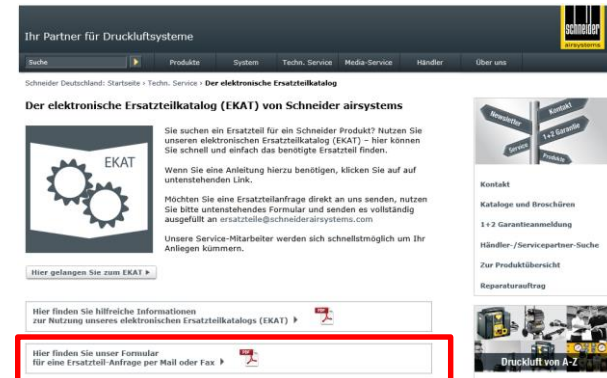 Ihr Partner für Druckluftsysteme
schneider
airsystems
Suche
Produkte
System
Techn. Service
Media-Service
Händler
Über uns
Schneider Deutschland: Startseite › Techn. Service › Der elektronische Ersatzteilkatalog
Der elektronische Ersatzteilkatalog (EKAT) von Schneider airsystems
EKAT
Sie suchen ein Ersatzteil für ein Schneider Produkt? Nutzen Sie
unseren elektronischen Ersatzteilkatalog (EKAT) – hier können
Sie schnell und einfach das benötigte Ersatzteil finden.
Wenn Sie eine Anleitung hierzu benötigen, klicken Sie auf auf
untenstehenden Link.
Möchten Sie eine Ersatzteilanfrage direkt an uns senden, nutzen
Sie bitte untenstehendes Formular und senden es vollständig
ausgefüllt an ersatzteile@schneiderairsystems.com
Unsere Service-Mitarbeiter werden sich schnellstmöglich um Ihr
Anliegen kümmern.
Hier gelangen Sie zum EKAT
Hier finden Sie hilfreiche Informationen
zur Nutzung unseres elektronischen Ersatzteilkatalogs (EKAT)
Hier finden Sie unser Formular
für eine Ersatzteil-Anfrage per Mail oder Fax
Newsletter
Kontakt
1+2 Garantie
Service
Produkte
Kontakt
Kataloge und Broschüren
1+2 Garantieanmeldung
Händler-/Servicepartner-Suche
Zur Produktübersicht
Reparaturauftrag
Druckluft von A-Z